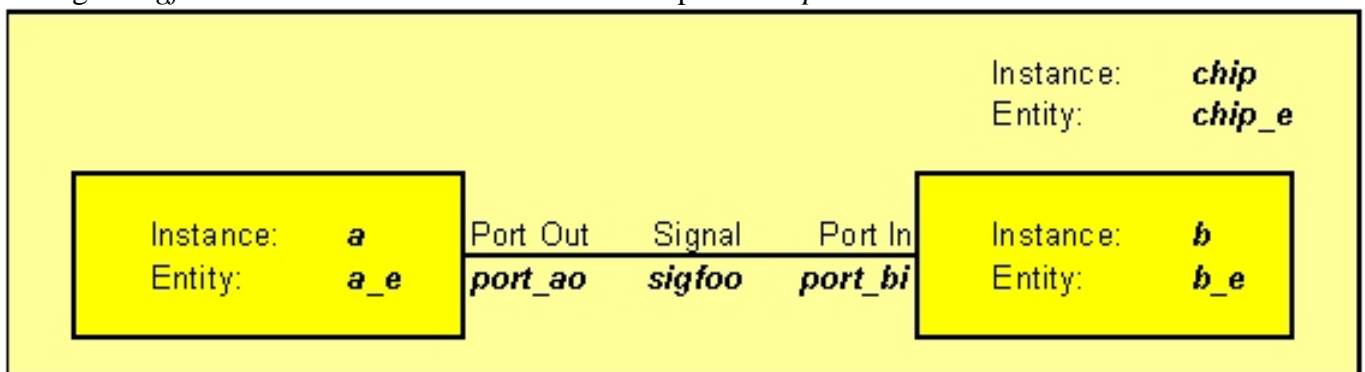 Instance: chip
Entity: chip_e
Instance: a Port Out Signal Port In Instance: b
Entity: a_e port_ao sigfoo port_bi Entity: b_e